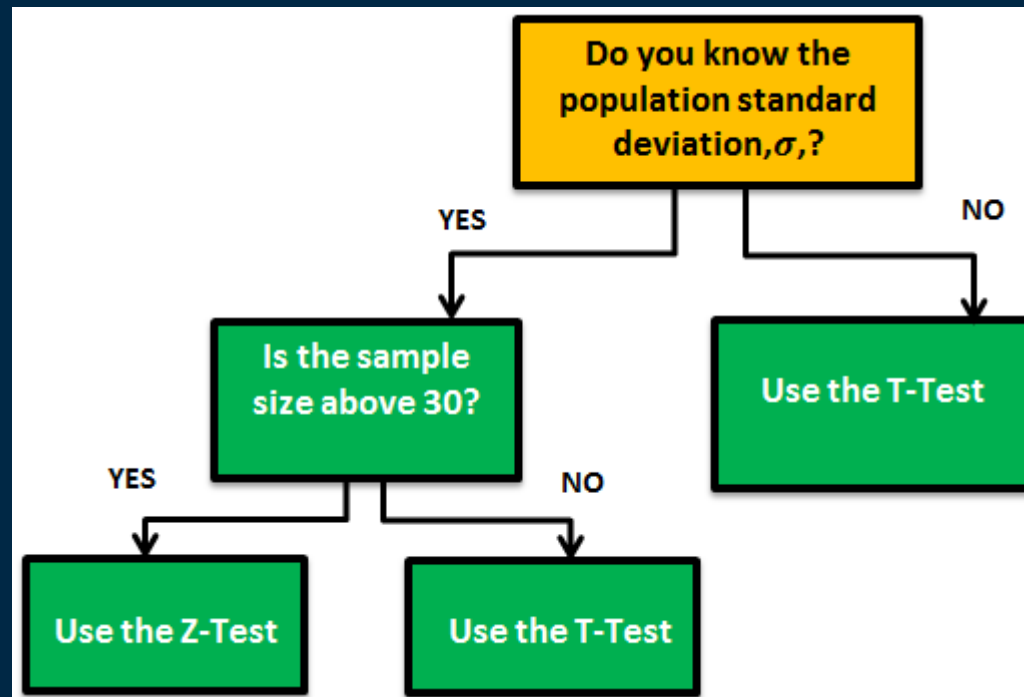 Do you know the
population standard
deviation,σ,?
YES
NO
Is the sample
size above 30?
Use the T-Test
YES
NO
Use the Z-Test
Use the T-Test